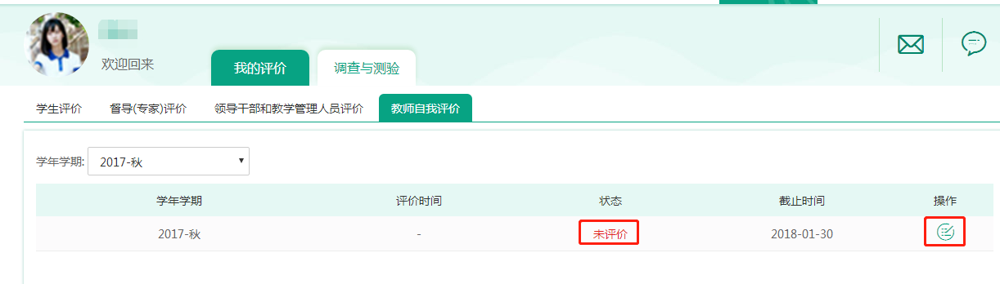 欢迎回来
我的评价 调查与测验
学生评价 督导(专家)评价 领导干部和教学管理人员评价 教师自我评价
学年学期: 2017-秋
学年学期 评价时间 状态 截止时间 操作
2017-秋 - 未评价 2018-01-30